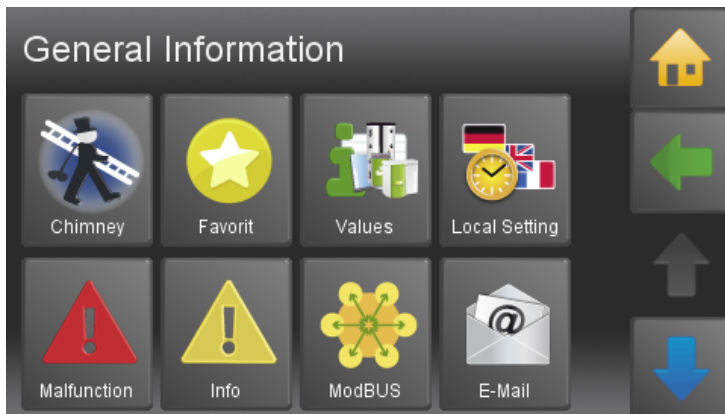 General Information
Chimney
Favorit
Values
Local Setting
Malfunction
Info
ModBUS
E-Mail